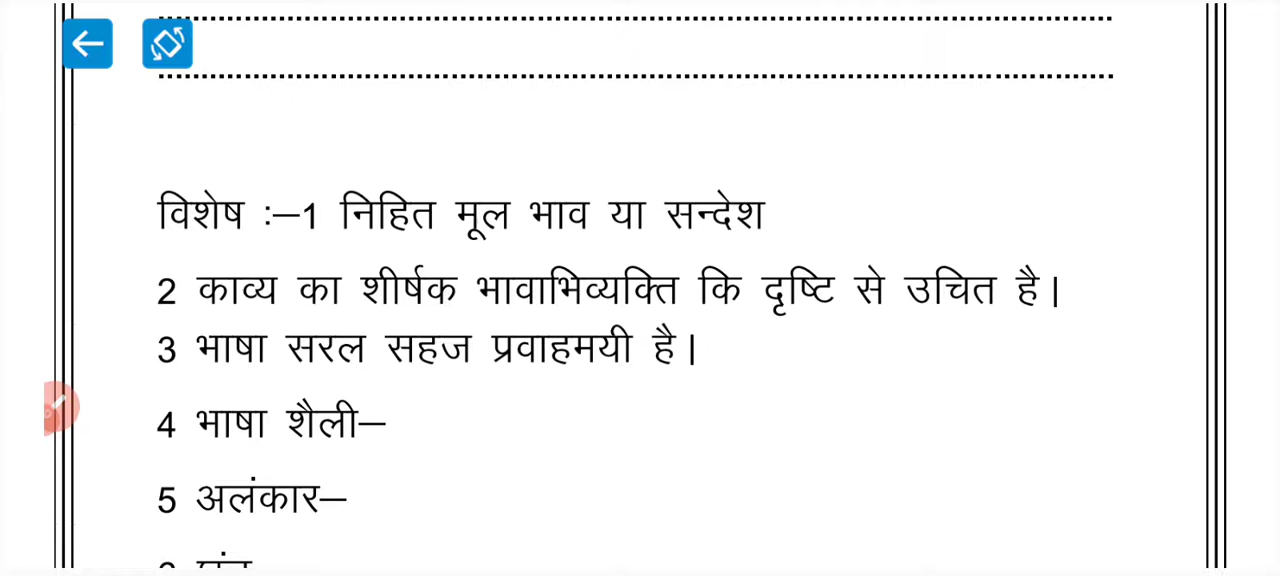 विशेष :–1 निहित मूल भाव या सन्देश
2 काव्य का शीर्षक भावाभिव्यक्ति कि दृष्टि से उचित है।
3 भाषा सरल सहज प्रवाहमयी है।
4 भाषा शैली–
5 अलंकार–